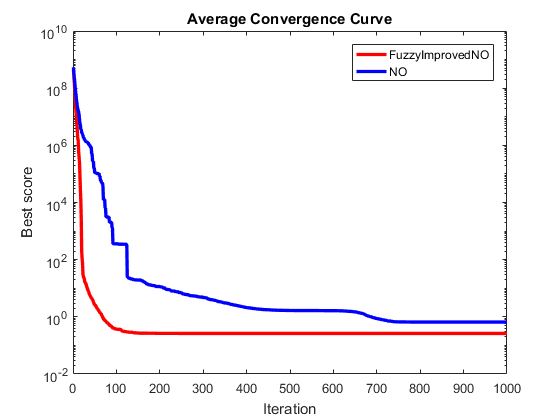 Average Convergence Curve
FuzzyImprovedNO
NO
Best score
10^10
10^8
10^6
10^4
10^2
10^0
10^-2
0 100 200 300 400 500 600 700 800 900 1000
Iteration